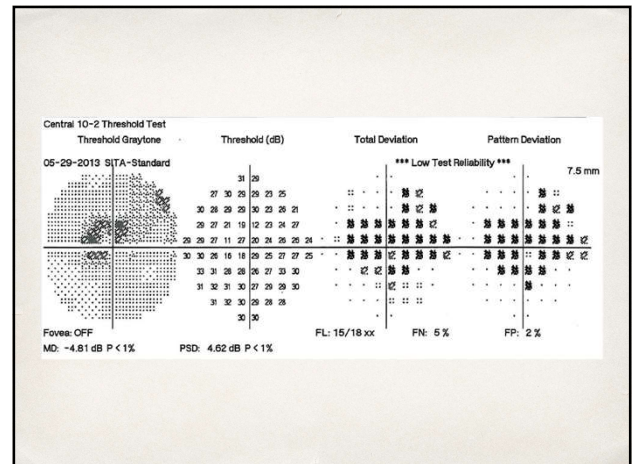 Central 10-2 Threshold Test
Threshold Graytone Threshold (dB) Total Deviation Pattern Deviation
05-29-2013 SITA-Standard *** Low Test Reliability ***
7.5 mm
31 29
27 30 29 29 23 25
30 28 29 29 30 23 26 21
29 27 21 19 12 23 24 27
29 29 27 11 27 20 24 26 26 24
30 30 26 16 18 29 25 27 27 25
33 31 28 28 26 27 33 30
31 32 31 30 27 29 29 30
31 32 30 29 28 28
30 30
Fovea: OFF FL: 15/18 xx FN: 5 % FP: 2 %
MD: -4.81 dB P < 1% PSD: 4.62 dB P < 1%